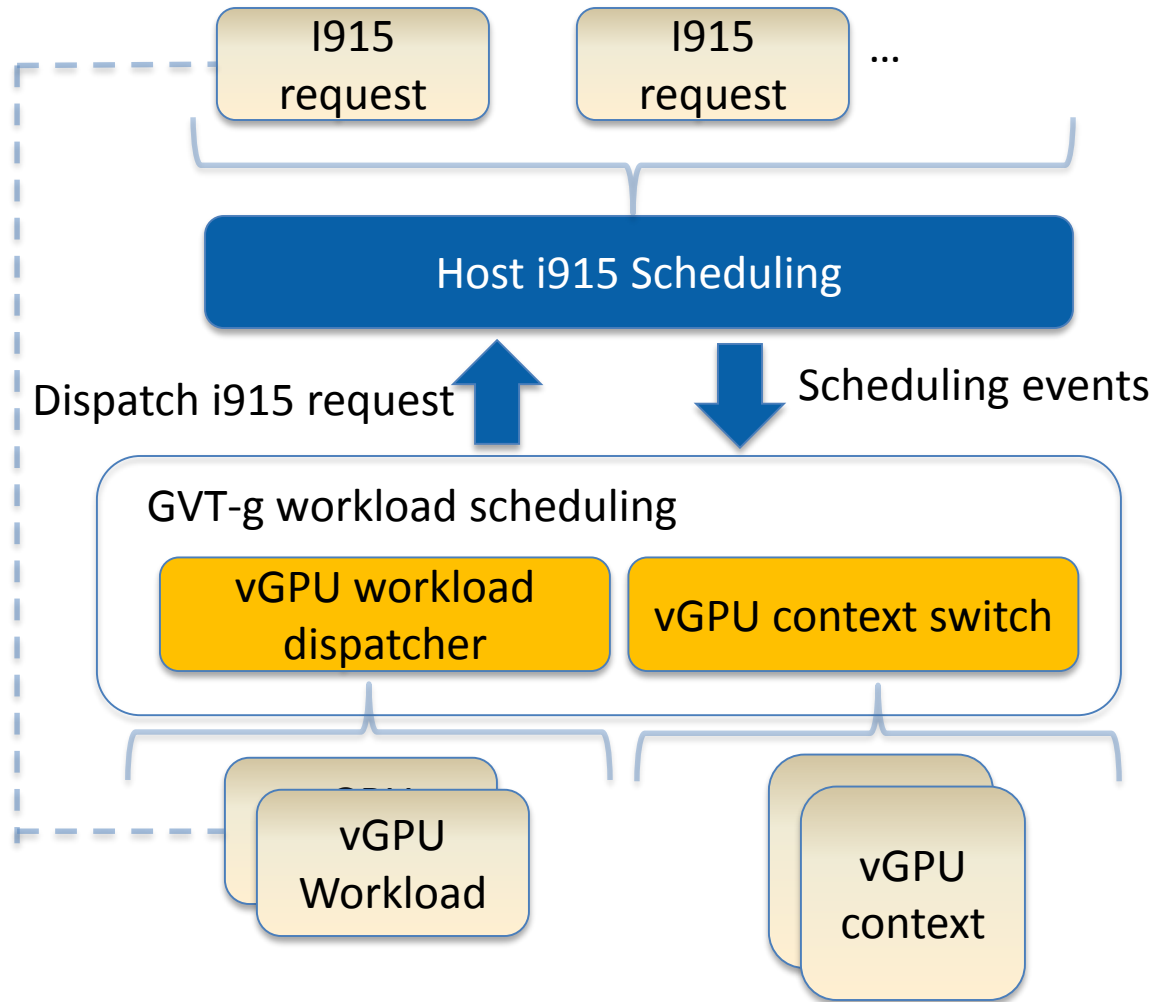 I915
request
I915
request
...
Host i915 Scheduling
Dispatch i915 request
Scheduling events
GVT-g workload scheduling
vGPU workload
dispatcher
vGPU context switch
vGPU
Workload
vGPU
context